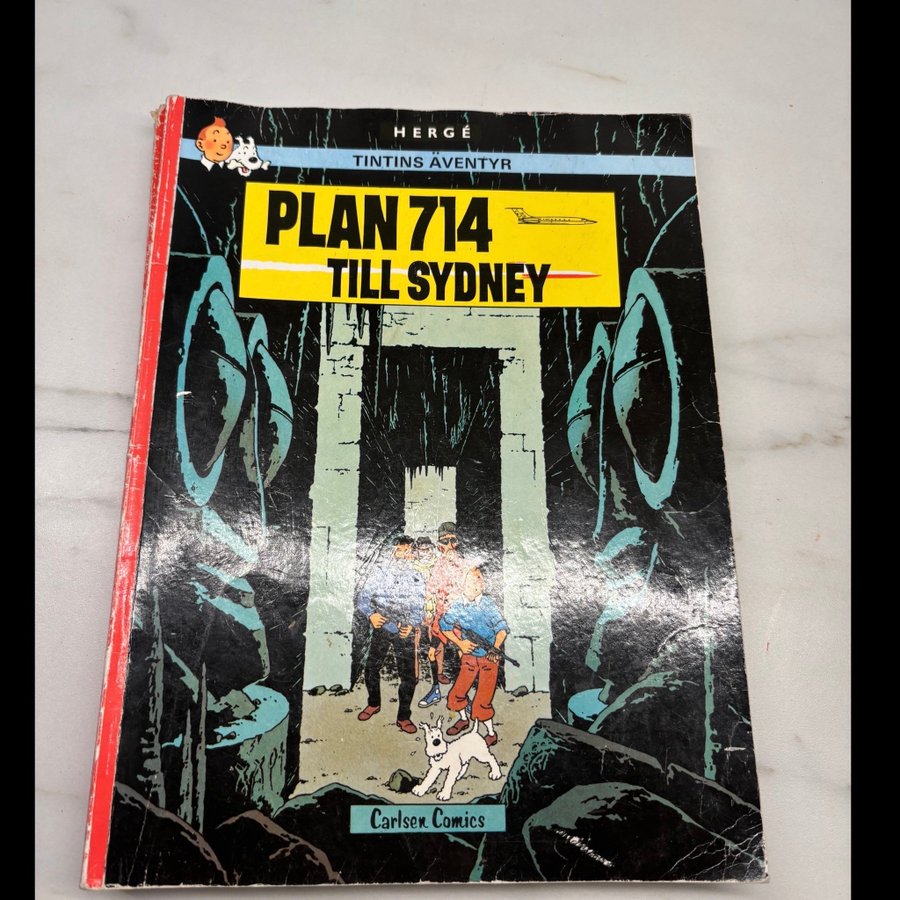 HERGÉ
TINTINS ÄVENTYR
PLAN 714
TILL SYDNEY
Carlsen Comics